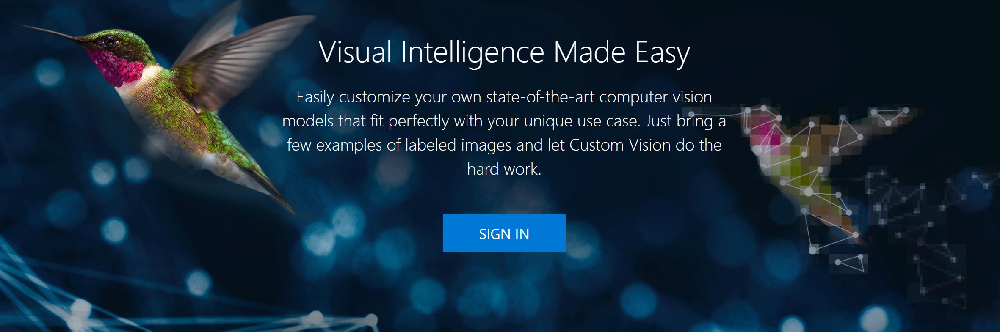 Visual Intelligence Made Easy
Easily customize your own state-of-the-art computer vision
models that fit perfectly with your unique use case. Just bring a
few examples of labeled images and let Custom Vision do the
hard work.
SIGN IN